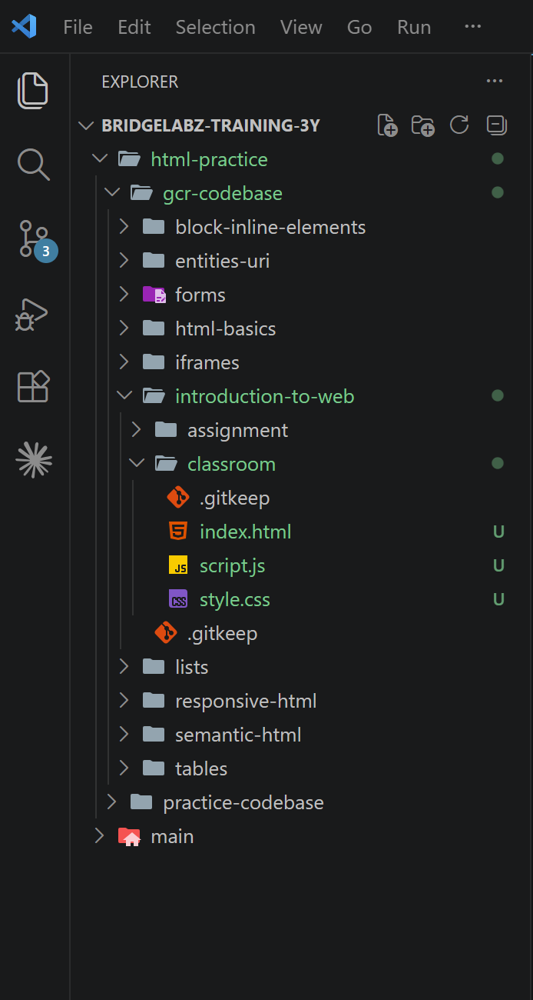 File Edit Selection View Go Run ...
EXPLORER ...
BRIDGELABZ-TRAINING-3Y
html-practice
gcr-codebase
block-inline-elements
entities-uri
forms
html-basics
iframes
introduction-to-web
assignment
classroom
.gitkeep
index.html U
script.js U
style.css U
.gitkeep
lists
responsive-html
semantic-html
tables
practice-codebase
main
3
JS
CSS